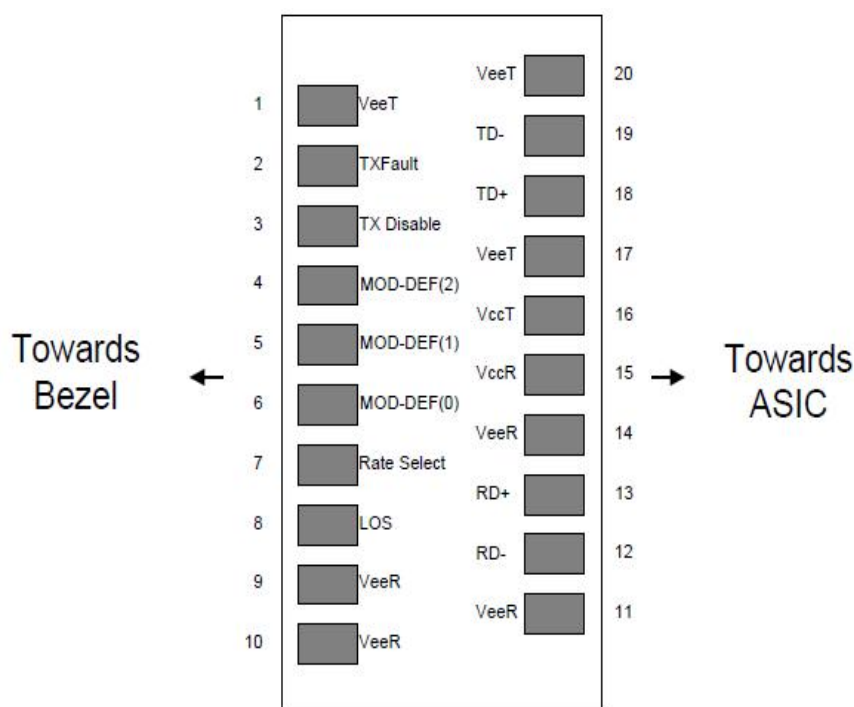 VeeT 20
1 VeeT
TD- 19
2 TXFault
TD+ 18
3 TX Disable
VeeT 17
4 MOD-DEF(2)
VccT 16
5 MOD-DEF(1)
Towards
Bezel
VccR 15
Towards
ASIC
6 MOD-DEF(0)
VeeR 14
7 Rate Select
RD+ 13
8 LOS
RD- 12
9 VeeR
VeeR 11
10 VeeR